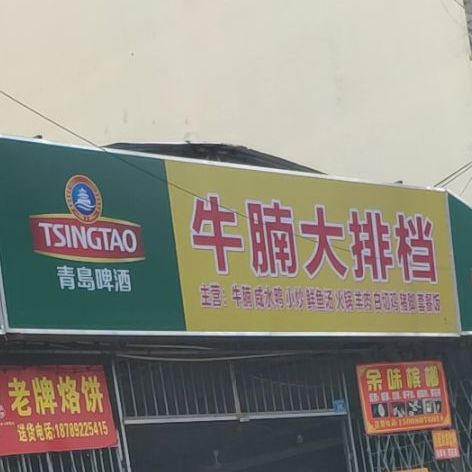 TSINGTAO
青島啤酒
牛腩大排档
主营：牛腩 咸水鸭 小炒 鲜鱼汤 火锅 羊肉 白切鸡 猪脚 套餐饭
老牌烙饼
送货电话:18789225415
余味槟榔